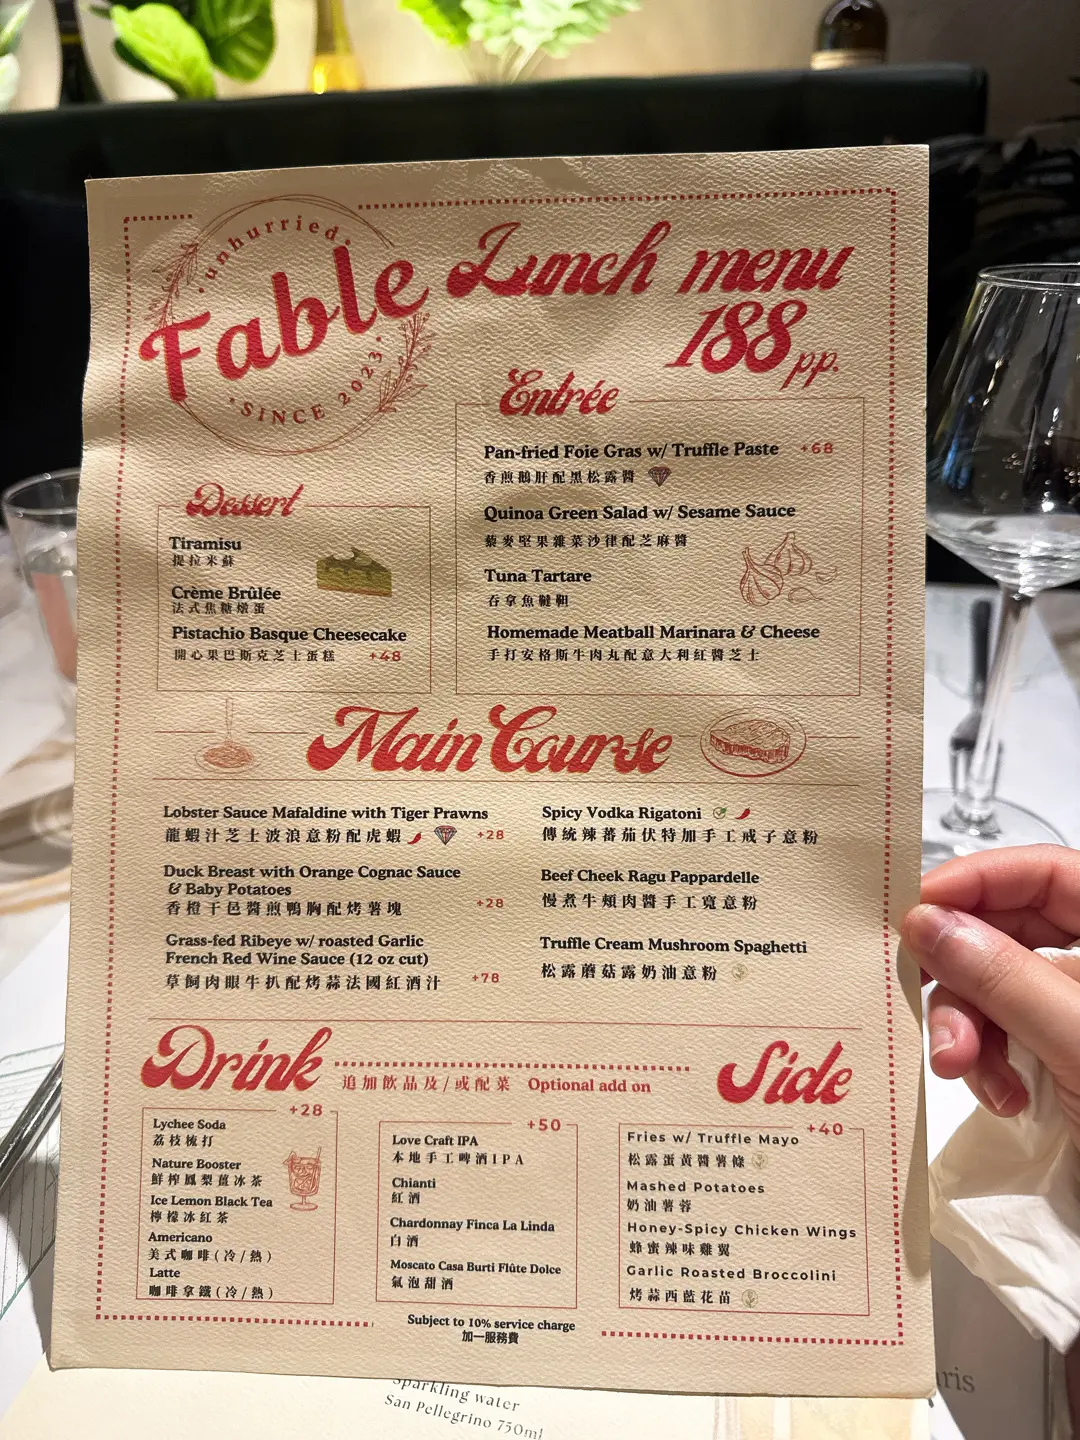 unhurried
Fable
SINCE 2023
Lunch menu
188 pp.
Entrée
Pan-fried Foie Gras w/ Truffle Paste +68
香煎鵝肝配黑松露醬
Quinoa Green Salad w/ Sesame Sauce
藜麥堅果雜菜沙律配芝麻醬
Tuna Tartare
吞拿魚韃靼
Homemade Meatball Marinara & Cheese
手打安格斯牛肉丸配意大利紅醬芝士
Dessert
Tiramisu
提拉米蘇
Crème Brûlée
法式焦糖燉蛋
Pistachio Basque Cheesecake
開心果巴斯克芝士蛋糕 +48
Main Course
Lobster Sauce Mafaldine with Tiger Prawns
龍蝦汁芝士波浪意粉配虎蝦 +28
Duck Breast with Orange Cognac Sauce
& Baby Potatoes
香橙干邑醬煎鴨胸配烤薯塊 +28
Grass-fed Ribeye w/ roasted Garlic
French Red Wine Sauce (12 oz cut)
草飼肉眼牛扒配烤蒜法國紅酒汁 +78
Spicy Vodka Rigatoni
傳統辣蕃茄伏特加手工戒子意粉
Beef Cheek Ragu Pappardelle
慢煮牛頰肉醬手工寬意粉
Truffle Cream Mushroom Spaghetti
松露蘑菇露奶油意粉
Drink
追加飲品及/或配菜 Optional add on
Side
+28
Lychee Soda
荔枝梳打
Nature Booster
鮮榨鳳梨薑冰茶
Ice Lemon Black Tea
檸檬冰紅茶
Americano
美式咖啡(冷/熱)
Latte
咖啡拿鐵(冷/熱)
+50
Love Craft IPA
本地手工啤酒IPA
Chianti
紅酒
Chardonnay Finca La Linda
白酒
Moscato Casa Burti Flûte Dolce
氣泡甜酒
+40
Fries w/ Truffle Mayo
松露蛋黃醬薯條
Mashed Potatoes
奶油薯蓉
Honey-Spicy Chicken Wings
蜂蜜辣味雞翼
Garlic Roasted Broccolini
烤蒜西藍花苗
Subject to 10% service charge
加一服務費
Sparkling water
San Pellegrino 750ml
aris